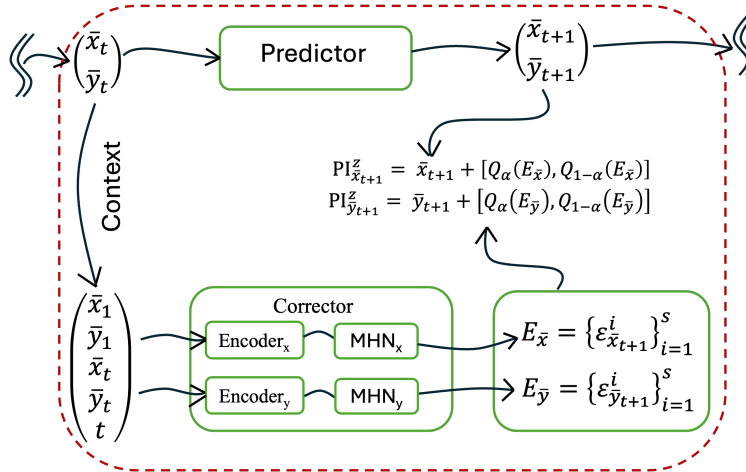 (x̄_t
ȳ_t)
Predictor
(x̄_{t+1}
ȳ_{t+1})
Context
PI^z_{x̄_{t+1}} = x̄_{t+1} + [Q_α(E_x̄), Q_{1−α}(E_x̄)]
PI^z_{ȳ_{t+1}} = ȳ_{t+1} + [Q_α(E_ȳ), Q_{1−α}(E_ȳ)]
(x̄_1
ȳ_1
x̄_t
ȳ_t
t)
Corrector
Encoder_x
MHN_x
Encoder_y
MHN_y
E_x̄ = {ε^i_{x̄_{t+1}}}^s_{i=1}
E_ȳ = {ε^i_{ȳ_{t+1}}}^s_{i=1}